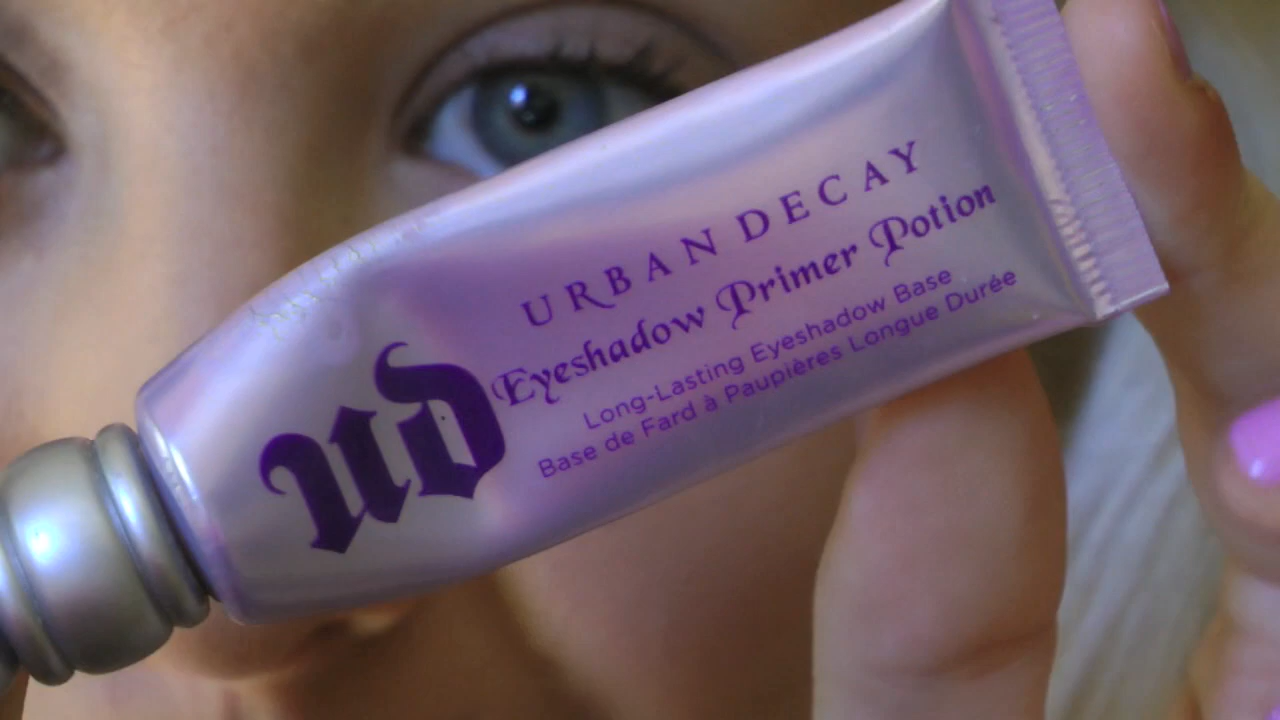 URBAN DECAY
Eyeshadow Primer Potion
Long-Lasting Eyeshadow Base
Base de Fard à Paupières Longue Durée
UD